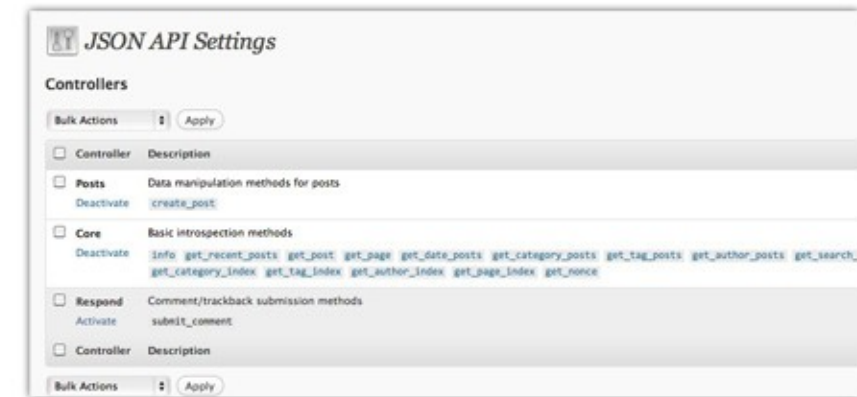 JSON API Settings
Controllers
Bulk Actions Apply
Controller Description
Posts Data manipulation methods for posts
Deactivate create_post
Core Basic introspection methods
Deactivate info get_recent_posts get_post get_page get_date_posts get_category_posts get_tag_posts get_author_posts get_search_
get_category_index get_tag_index get_author_index get_page_index get_nonce
Respond Comment/trackback submission methods
Activate submit_comment
Controller Description
Bulk Actions Apply